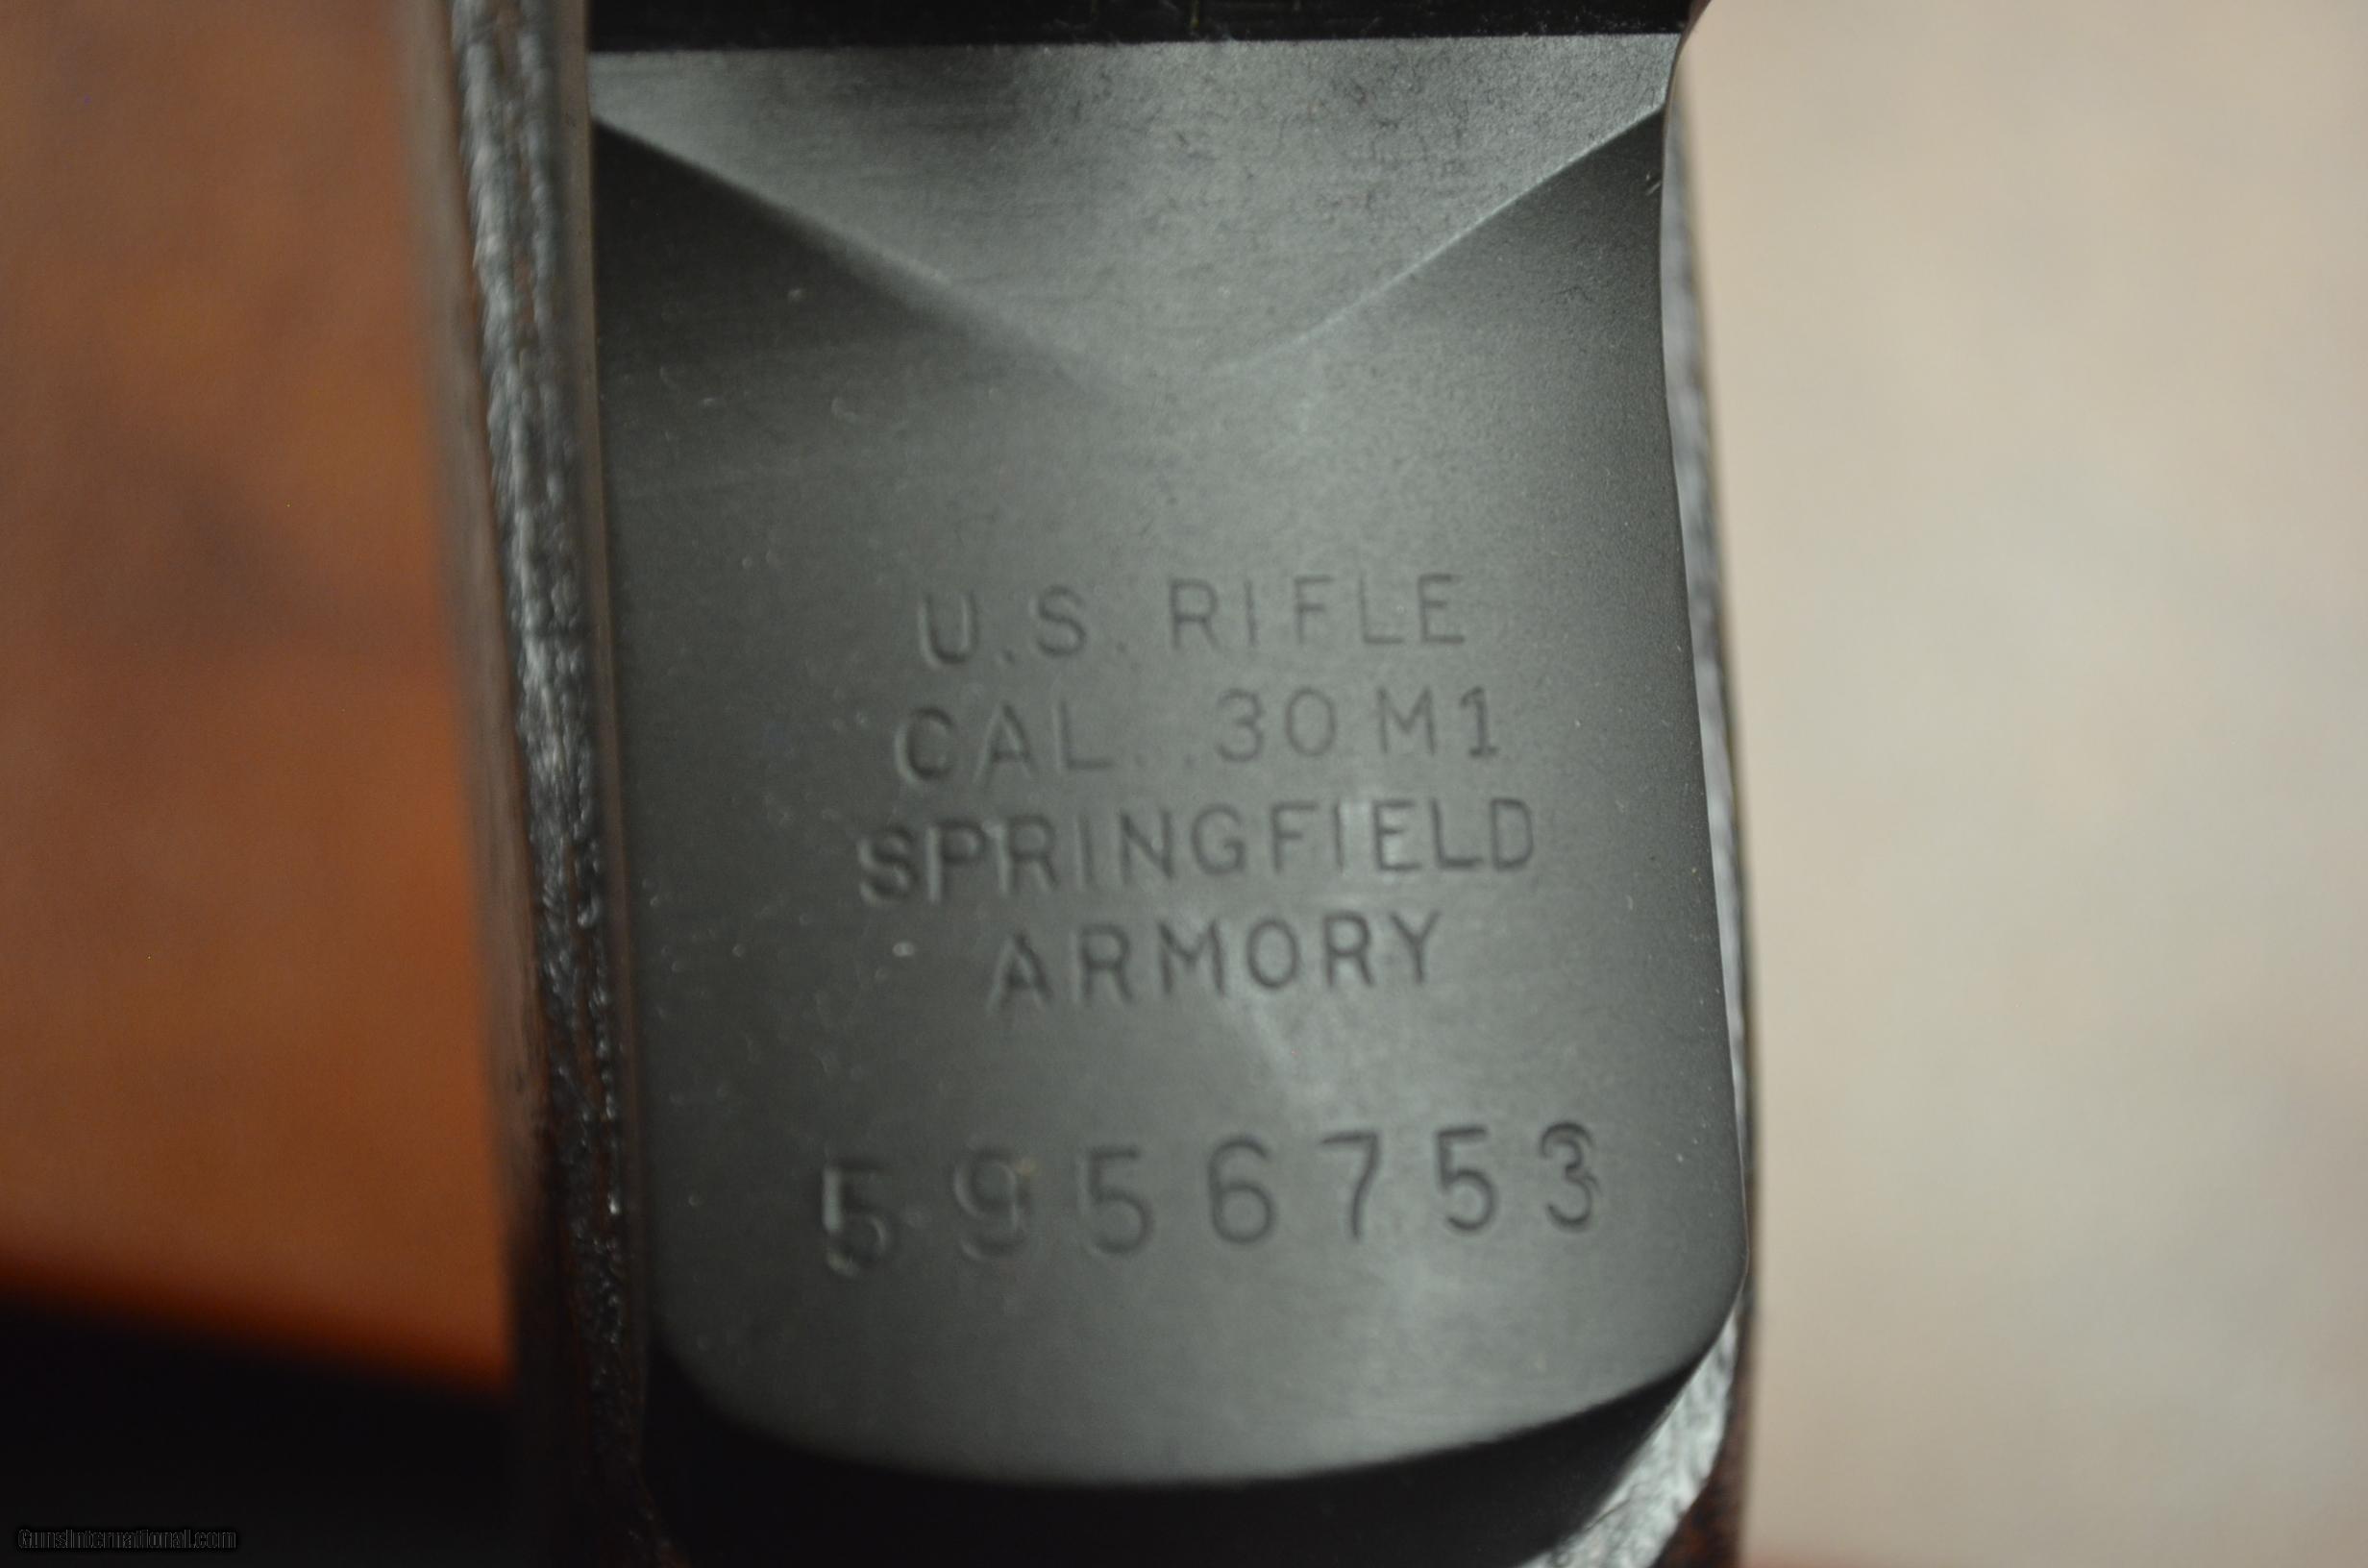 U.S. RIFLE
CAL. .30 M1
SPRINGFIELD
ARMORY
5956753
GunsInternational.com